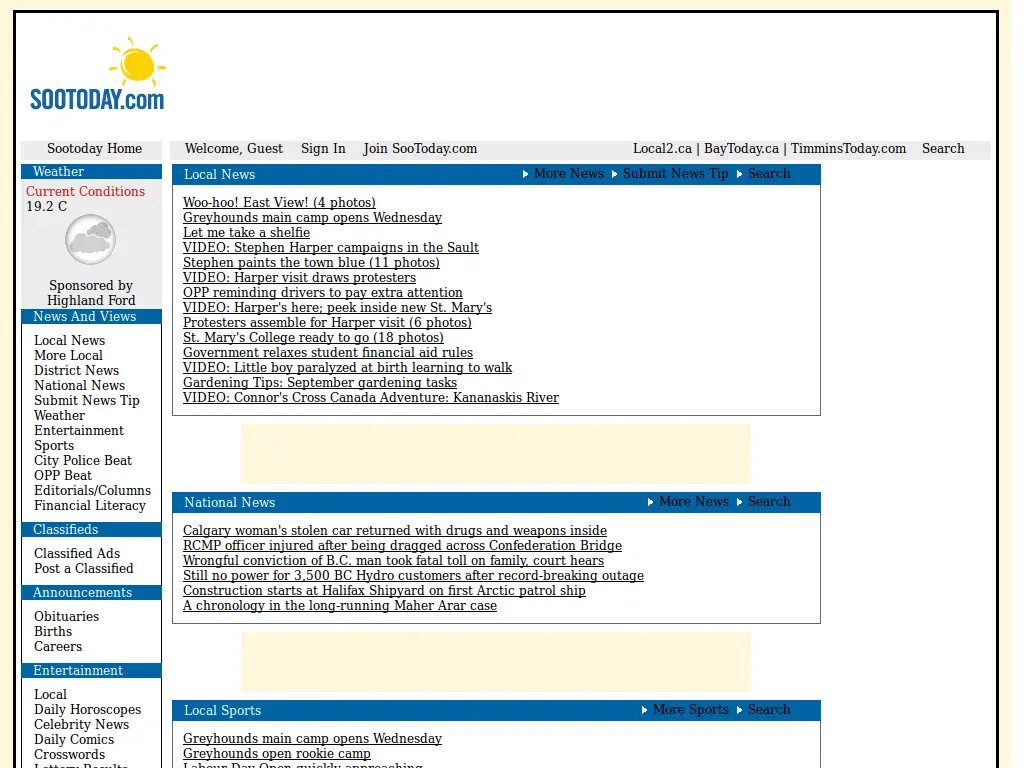 SOOTODAY.com
Sootoday Home
Welcome, Guest Sign In Join SooToday.com Local2.ca | BayToday.ca | TimminsToday.com Search
Weather
Current Conditions
19.2 C
Sponsored by
Highland Ford
News And Views
Local News
More Local
District News
National News
Submit News Tip
Weather
Entertainment
Sports
City Police Beat
OPP Beat
Editorials/Columns
Financial Literacy
Classifieds
Classified Ads
Post a Classified
Announcements
Obituaries
Births
Careers
Entertainment
Local
Daily Horoscopes
Celebrity News
Daily Comics
Crosswords
Lottery Results
Local News More News Submit News Tip Search
Woo-hoo! East View! (4 photos)
Greyhounds main camp opens Wednesday
Let me take a shelfie
VIDEO: Stephen Harper campaigns in the Sault
Stephen paints the town blue (11 photos)
VIDEO: Harper visit draws protesters
OPP reminding drivers to pay extra attention
VIDEO: Harper's here; peek inside new St. Mary's
Protesters assemble for Harper visit (6 photos)
St. Mary's College ready to go (18 photos)
Government relaxes student financial aid rules
VIDEO: Little boy paralyzed at birth learning to walk
Gardening Tips: September gardening tasks
VIDEO: Connor's Cross Canada Adventure: Kananaskis River
National News More News Search
Calgary woman's stolen car returned with drugs and weapons inside
RCMP officer injured after being dragged across Confederation Bridge
Wrongful conviction of B.C. man took fatal toll on family, court hears
Still no power for 3,500 BC Hydro customers after record-breaking outage
Construction starts at Halifax Shipyard on first Arctic patrol ship
A chronology in the long-running Maher Arar case
Local Sports More Sports Search
Greyhounds main camp opens Wednesday
Greyhounds open rookie camp
Labour Day Open quickly approaching